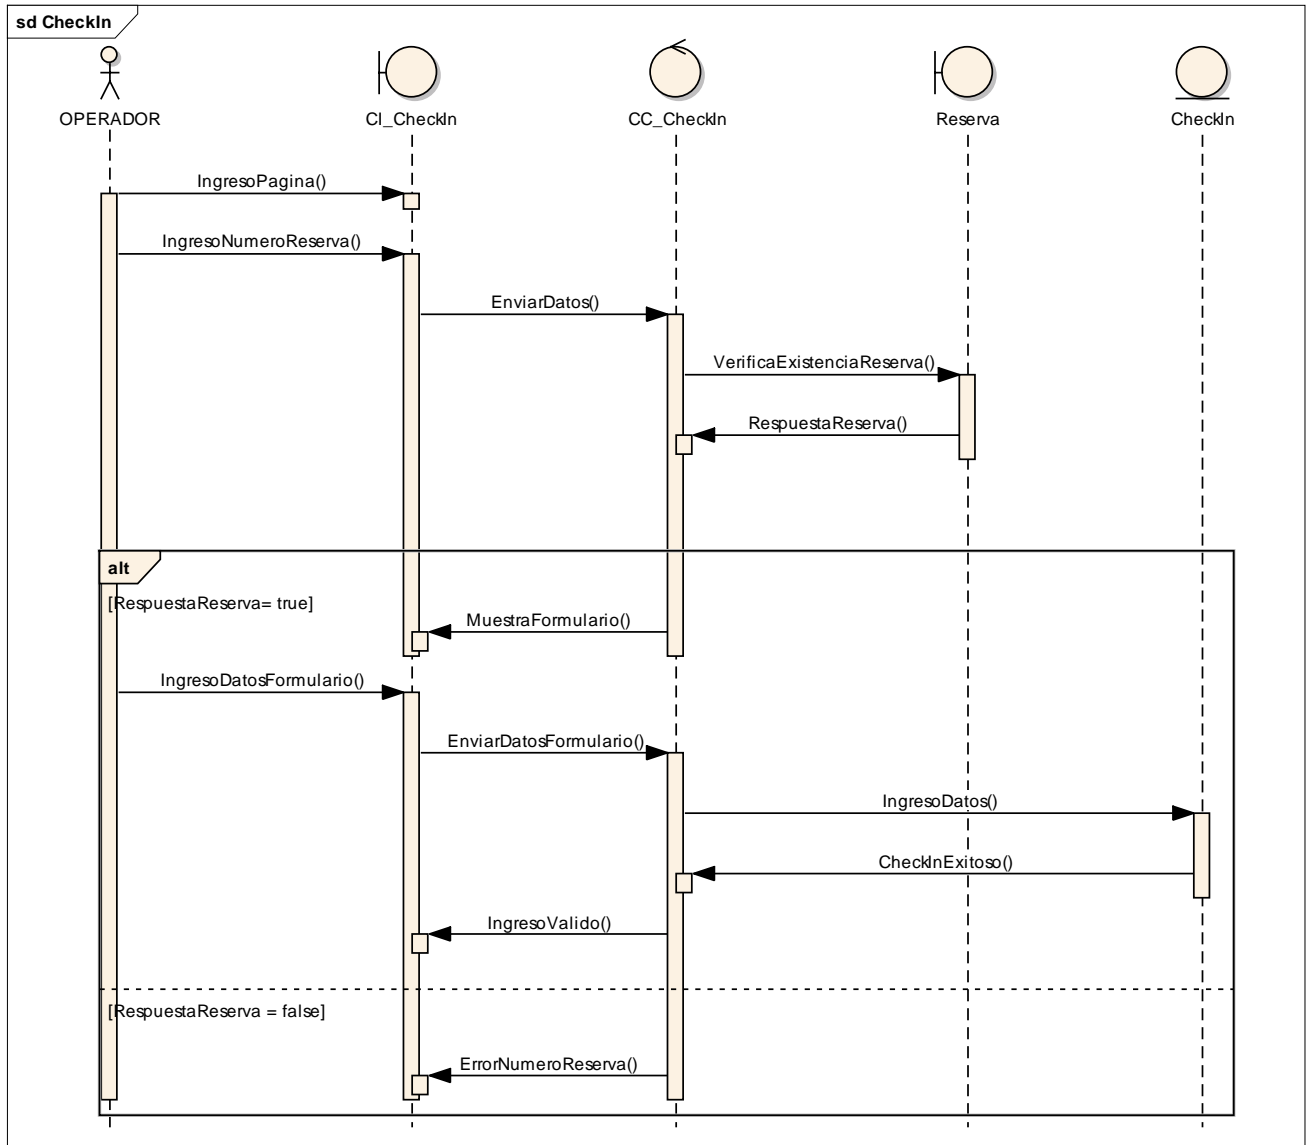 sd CheckIn
OPERADOR
CI_CheckIn
CC_CheckIn
Reserva
CheckIn
IngresoPagina()
IngresoNumeroReserva()
EnviarDatos()
VerificaExistenciaReserva()
RespuestaReserva()
alt
[RespuestaReserva= true]
MuestraFormulario()
IngresoDatosFormulario()
EnviarDatosFormulario()
IngresoDatos()
CheckInExitoso()
IngresoValido()
[RespuestaReserva = false]
ErrorNumeroReserva()